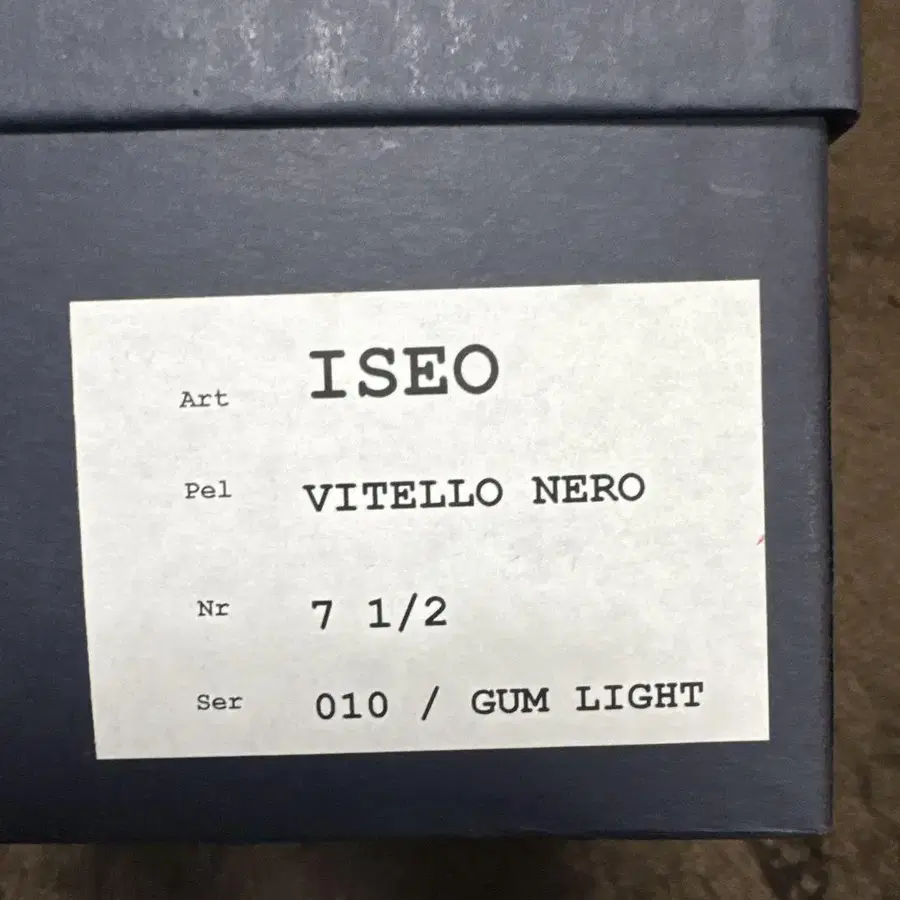 Art ISEO
Pel VITELLO NERO
Nr 7 1/2
Ser 010 / GUM LIGHT